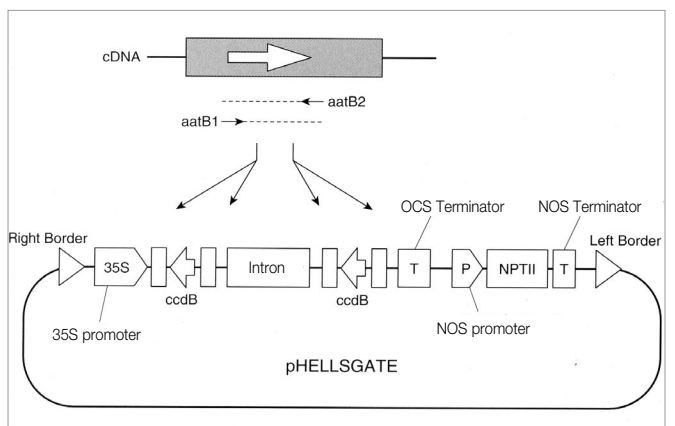 cDNA
aatB2
aatB1
OCS Terminator
NOS Terminator
Right Border
Left Border
35S
ccdB
Intron
ccdB
T
P
NPTII
T
35S promoter
NOS promoter
pHELLSGATE